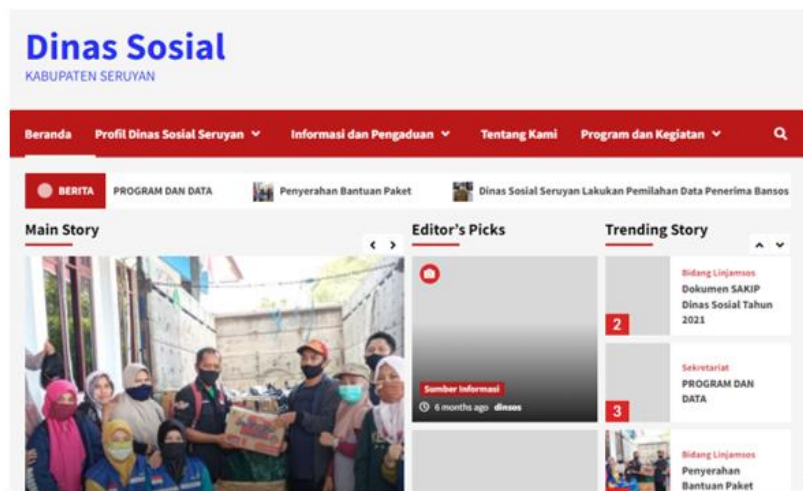 Dinas Sosial
KABUPATEN SERUYAN
Beranda Profil Dinas Sosial Seruyan Informasi dan Pengaduan Tentang Kami Program dan Kegiatan
BERITA PROGRAM DAN DATA Penyerahan Bantuan Paket Dinas Sosial Seruyan Lakukan Pemilahan Data Penerima Bansos
Main Story
Editor's Picks
Sumber Informasi
6 months ago dinsos
Trending Story
2
Bidang Linjamsos
Dokumen SAKIP
Dinas Sosial Tahun
2021
3
Sekretariat
PROGRAM DAN
DATA
Bidang Linjamsos
Penyerahan
Bantuan Paket